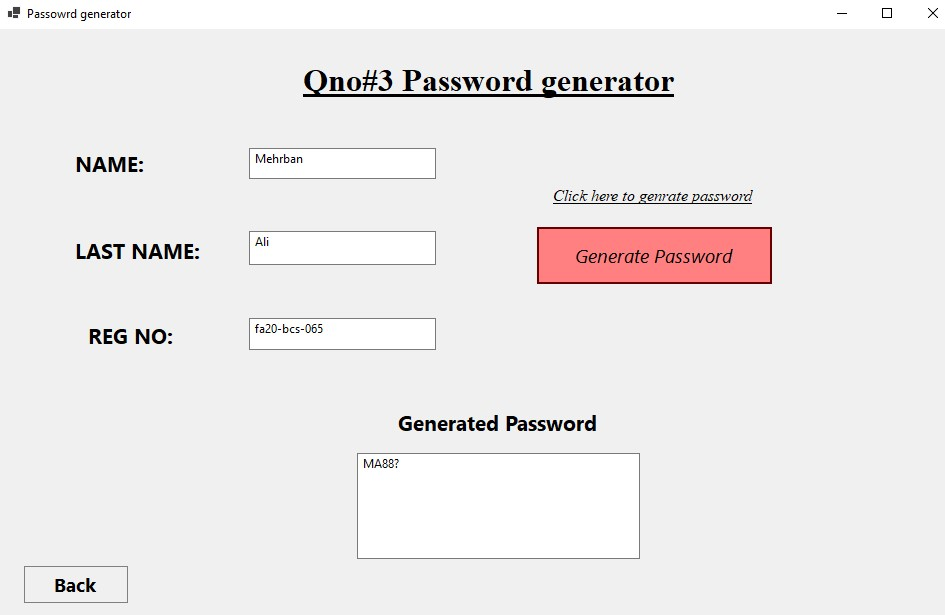 Passowrd generator
Qno#3 Password generator
NAME:
Mehrban
Click here to genrate password
LAST NAME:
Ali
Generate Password
REG NO:
fa20-bcs-065
Generated Password
MA88?
Back